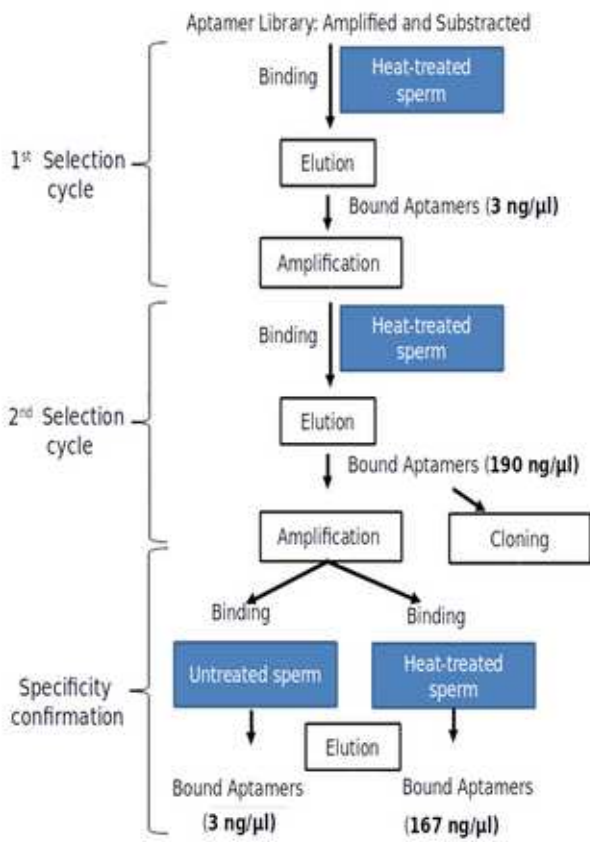 Aptamer Library: Amplified and Substracted
Binding
Heat-treated
sperm
1st Selection
cycle
Elution
Bound Aptamers (3 ng/µl)
Amplification
Binding
Heat-treated
sperm
2nd Selection
cycle
Elution
Bound Aptamers (190 ng/µl)
Amplification
Cloning
Binding
Binding
Specificity
confirmation
Untreated sperm
Heat-treated
sperm
Elution
Bound Aptamers
(3 ng/µl)
Bound Aptamers
(167 ng/µl)